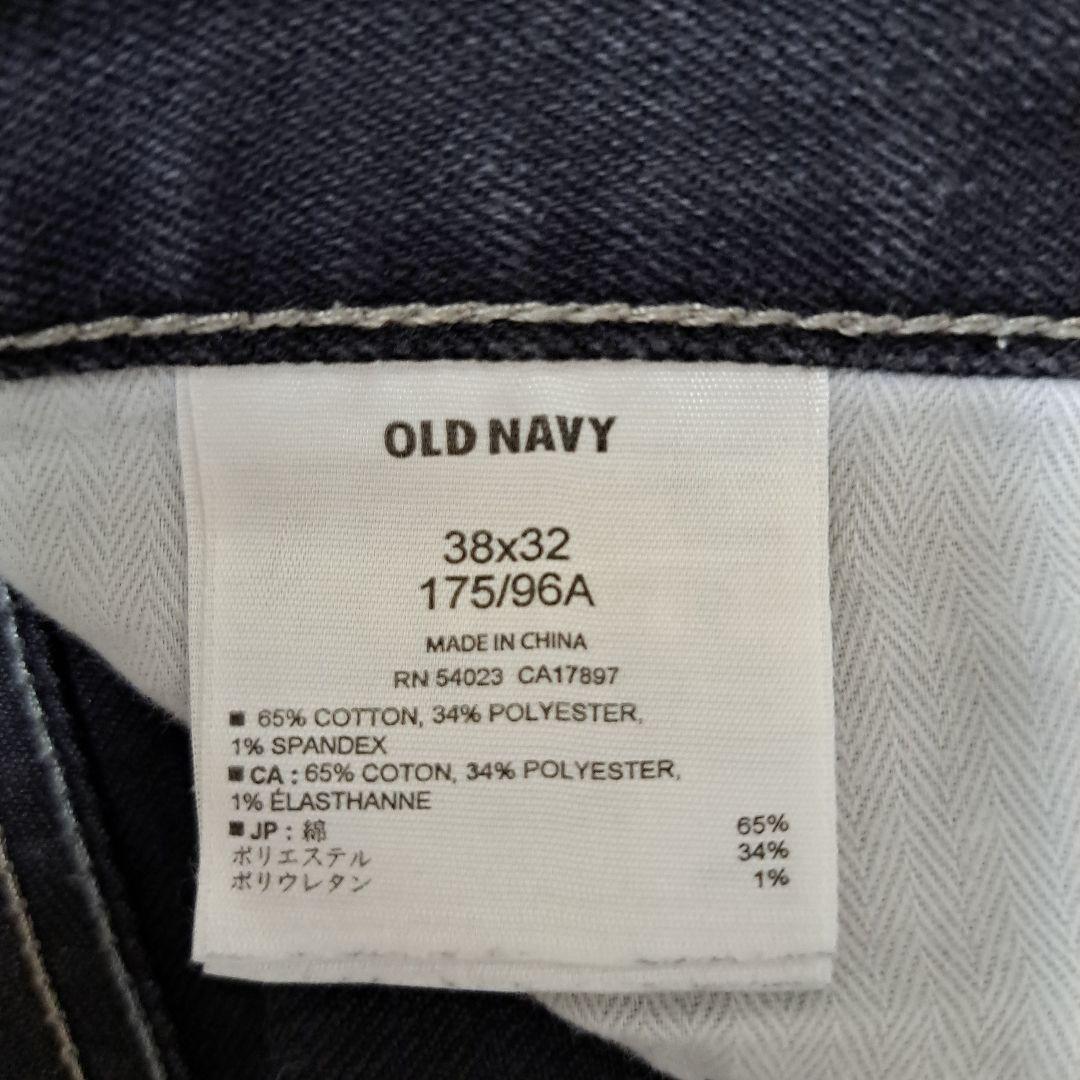 OLD NAVY
38x32
175/96A
MADE IN CHINA
RN 54023 CA17897
■ 65% COTTON, 34% POLYESTER,
1% SPANDEX
■ CA : 65% COTON, 34% POLYESTER,
1% ÉLASTHANNE
■ JP : 綿 65%
ポリエステル 34%
ポリウレタン 1%